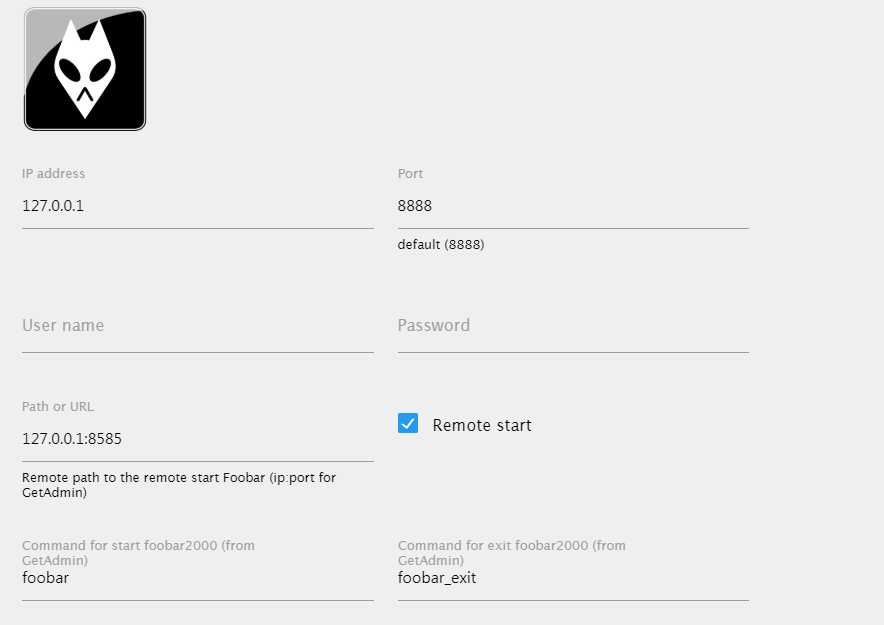 IP address
Port
127.0.0.1
8888
default (8888)
User name
Password
Path or URL
127.0.0.1:8585
Remote start
Remote path to the remote start Foobar (ip:port for
GetAdmin)
Command for start foobar2000 (from
GetAdmin)
foobar
Command for exit foobar2000 (from
GetAdmin)
foobar_exit